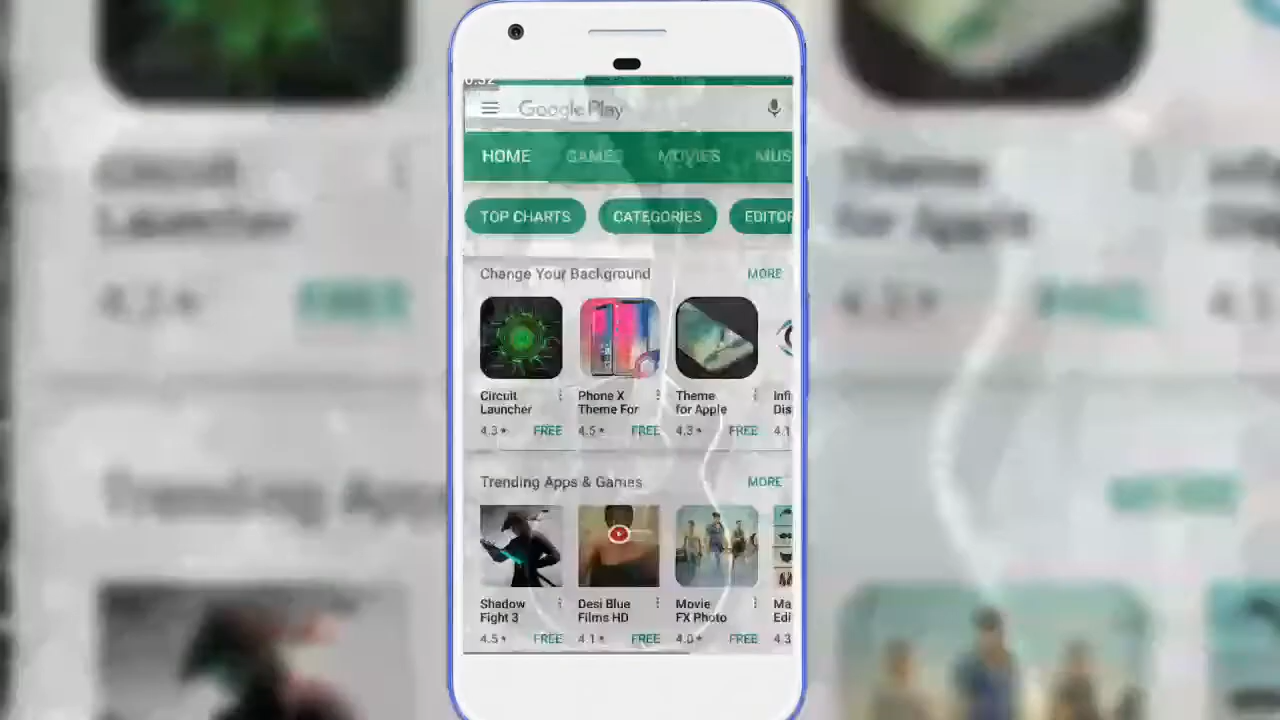 Google Play
HOME GAMES MOVIES MUS
TOP CHARTS CATEGORIES EDITOR
Change Your Background MORE
Circuit Launcher
4.3 ★ FREE
Phone X Theme For
4.5 ★ FREE
Theme for Apple
4.3 ★ FREE
Infi
Dis
4.1
Trending Apps & Games MORE
Shadow Fight 3
4.5 ★ FREE
Desi Blue Films HD
4.1 ★ FREE
Movie FX Photo
4.0 ★ FREE
Ma
Edi
4.3